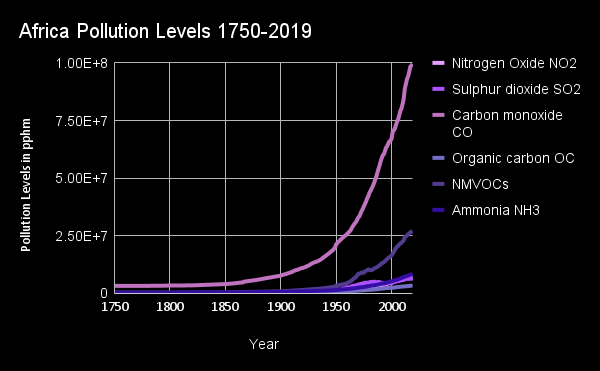 Africa Pollution Levels 1750-2019
1.00E+8
7.50E+7
5.00E+7
2.50E+7
0
Pollution Levels in pphm
1750 1800 1850 1900 1950 2000
Year
Nitrogen Oxide NO2
Sulphur dioxide SO2
Carbon monoxide
CO
Organic carbon OC
NMVOCs
Ammonia NH3